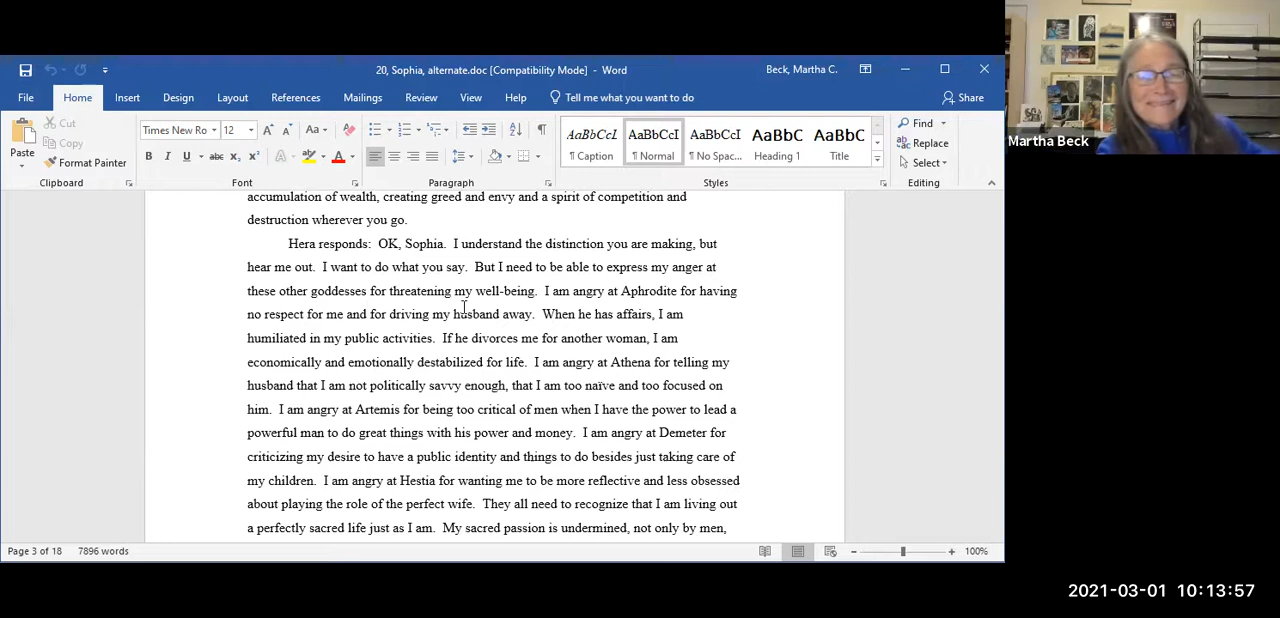 20, Sophia, alternate.doc [Compatibility Mode] - Word
Beck, Martha C.
File Home Insert Design Layout References Mailings Review View Help Tell me what you want to do Share
Paste
Cut
Copy
Format Painter
Clipboard
Times New Ro 12 Aa
B I U abc x₂ x² A A
Font
Paragraph
AaBbCcL AaBbCcI AaBbCcI AaBbC AaBbC
¶ Caption ¶ Normal ¶ No Spac... Heading 1 Title
Styles
Find
Replace
Select
Editing
accumulation of wealth, creating greed and envy and a spirit of competition and
destruction wherever you go.
Hera responds: OK, Sophia. I understand the distinction you are making, but
hear me out. I want to do what you say. But I need to be able to express my anger at
these other goddesses for threatening my well-being. I am angry at Aphrodite for having
no respect for me and for driving my husband away. When he has affairs, I am
humiliated in my public activities. If he divorces me for another woman, I am
economically and emotionally destabilized for life. I am angry at Athena for telling my
husband that I am not politically savvy enough, that I am too naïve and too focused on
him. I am angry at Artemis for being too critical of men when I have the power to lead a
powerful man to do great things with his power and money. I am angry at Demeter for
criticizing my desire to have a public identity and things to do besides just taking care of
my children. I am angry at Hestia for wanting me to be more reflective and less obsessed
about playing the role of the perfect wife. They all need to recognize that I am living out
a perfectly sacred life just as I am. My sacred passion is undermined, not only by men,
Page 3 of 18 7896 words
100%
Martha Beck
2021-03-01 10:13:57